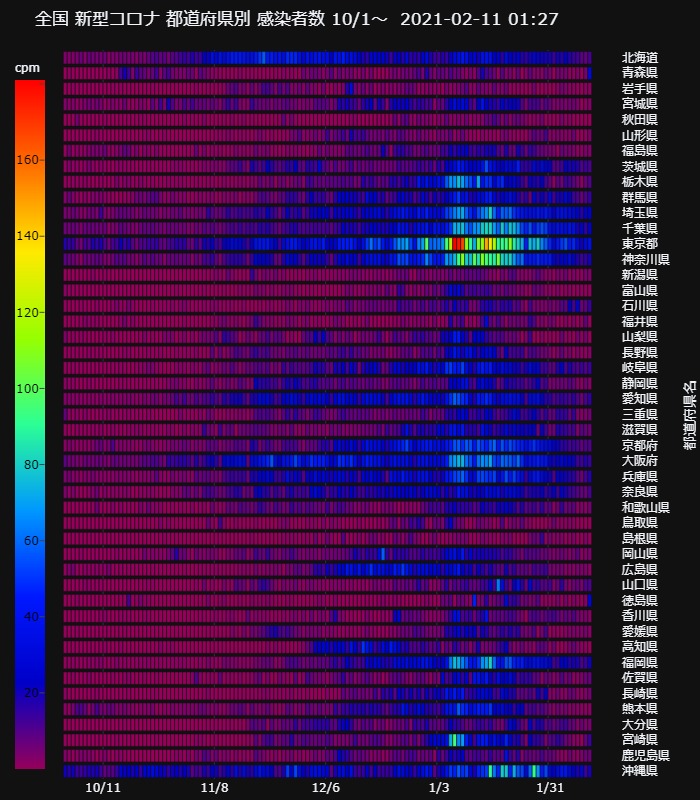 全国 新型コロナ 都道府県別 感染者数 10/1～ 2021-02-11 01:27
cpm
160
140
120
100
80
60
40
20
北海道
青森県
岩手県
宮城県
秋田県
山形県
福島県
茨城県
栃木県
群馬県
埼玉県
千葉県
東京都
神奈川県
新潟県
富山県
石川県
福井県
山梨県
長野県
岐阜県
静岡県
愛知県
三重県
滋賀県
京都府
大阪府
兵庫県
奈良県
和歌山県
鳥取県
島根県
岡山県
広島県
山口県
徳島県
香川県
愛媛県
高知県
福岡県
佐賀県
長崎県
熊本県
大分県
宮崎県
鹿児島県
沖縄県
都道府県名
10/11 11/8 12/6 1/3 1/31